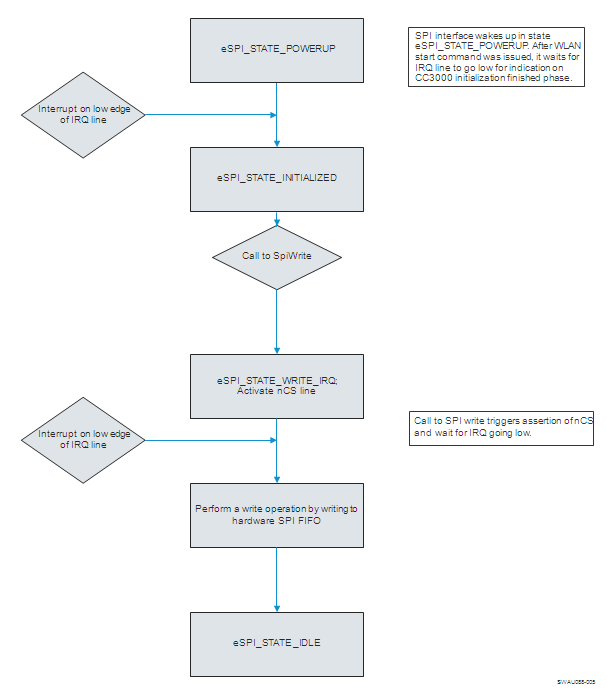 eSPI_STATE_POWERUP
SPI interface wakes up in state
eSPI_STATE_POWERUP. After WLAN
start command was issued, it waits for
IRQ line to go low for indication on
CC3000 initialization finished phase.
Interrupt on low edge
of IRQ line
eSPI_STATE_INITIALIZED
Call to SpiWrite
eSPI_STATE_WRITE_IRQ;
Activate nCS line
Interrupt on low edge
of IRQ line
Call to SPI write triggers assertion of nCS
and wait for IRQ going low.
Perform a write operation by writing to
hardware SPI FIFO
eSPI_STATE_IDLE
SWAU055-005